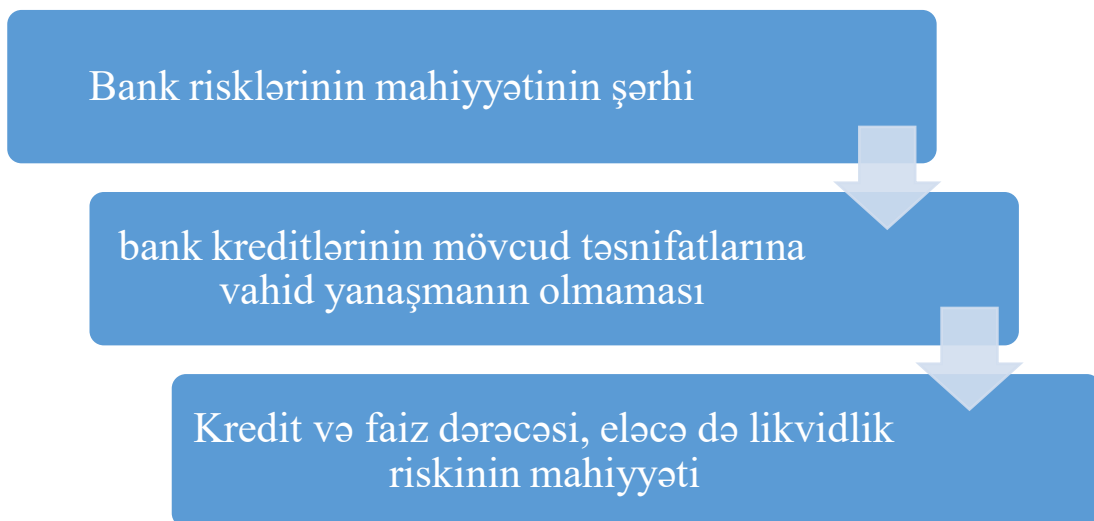 Bank risklərinin mahiyyətinin şərhi
bank kreditlərinin mövcud təsnifatlarına
vahid yanaşmanın olmaması
Kredit və faiz dərəcəsi, eləcə də likvidlik
riskinin mahiyyəti